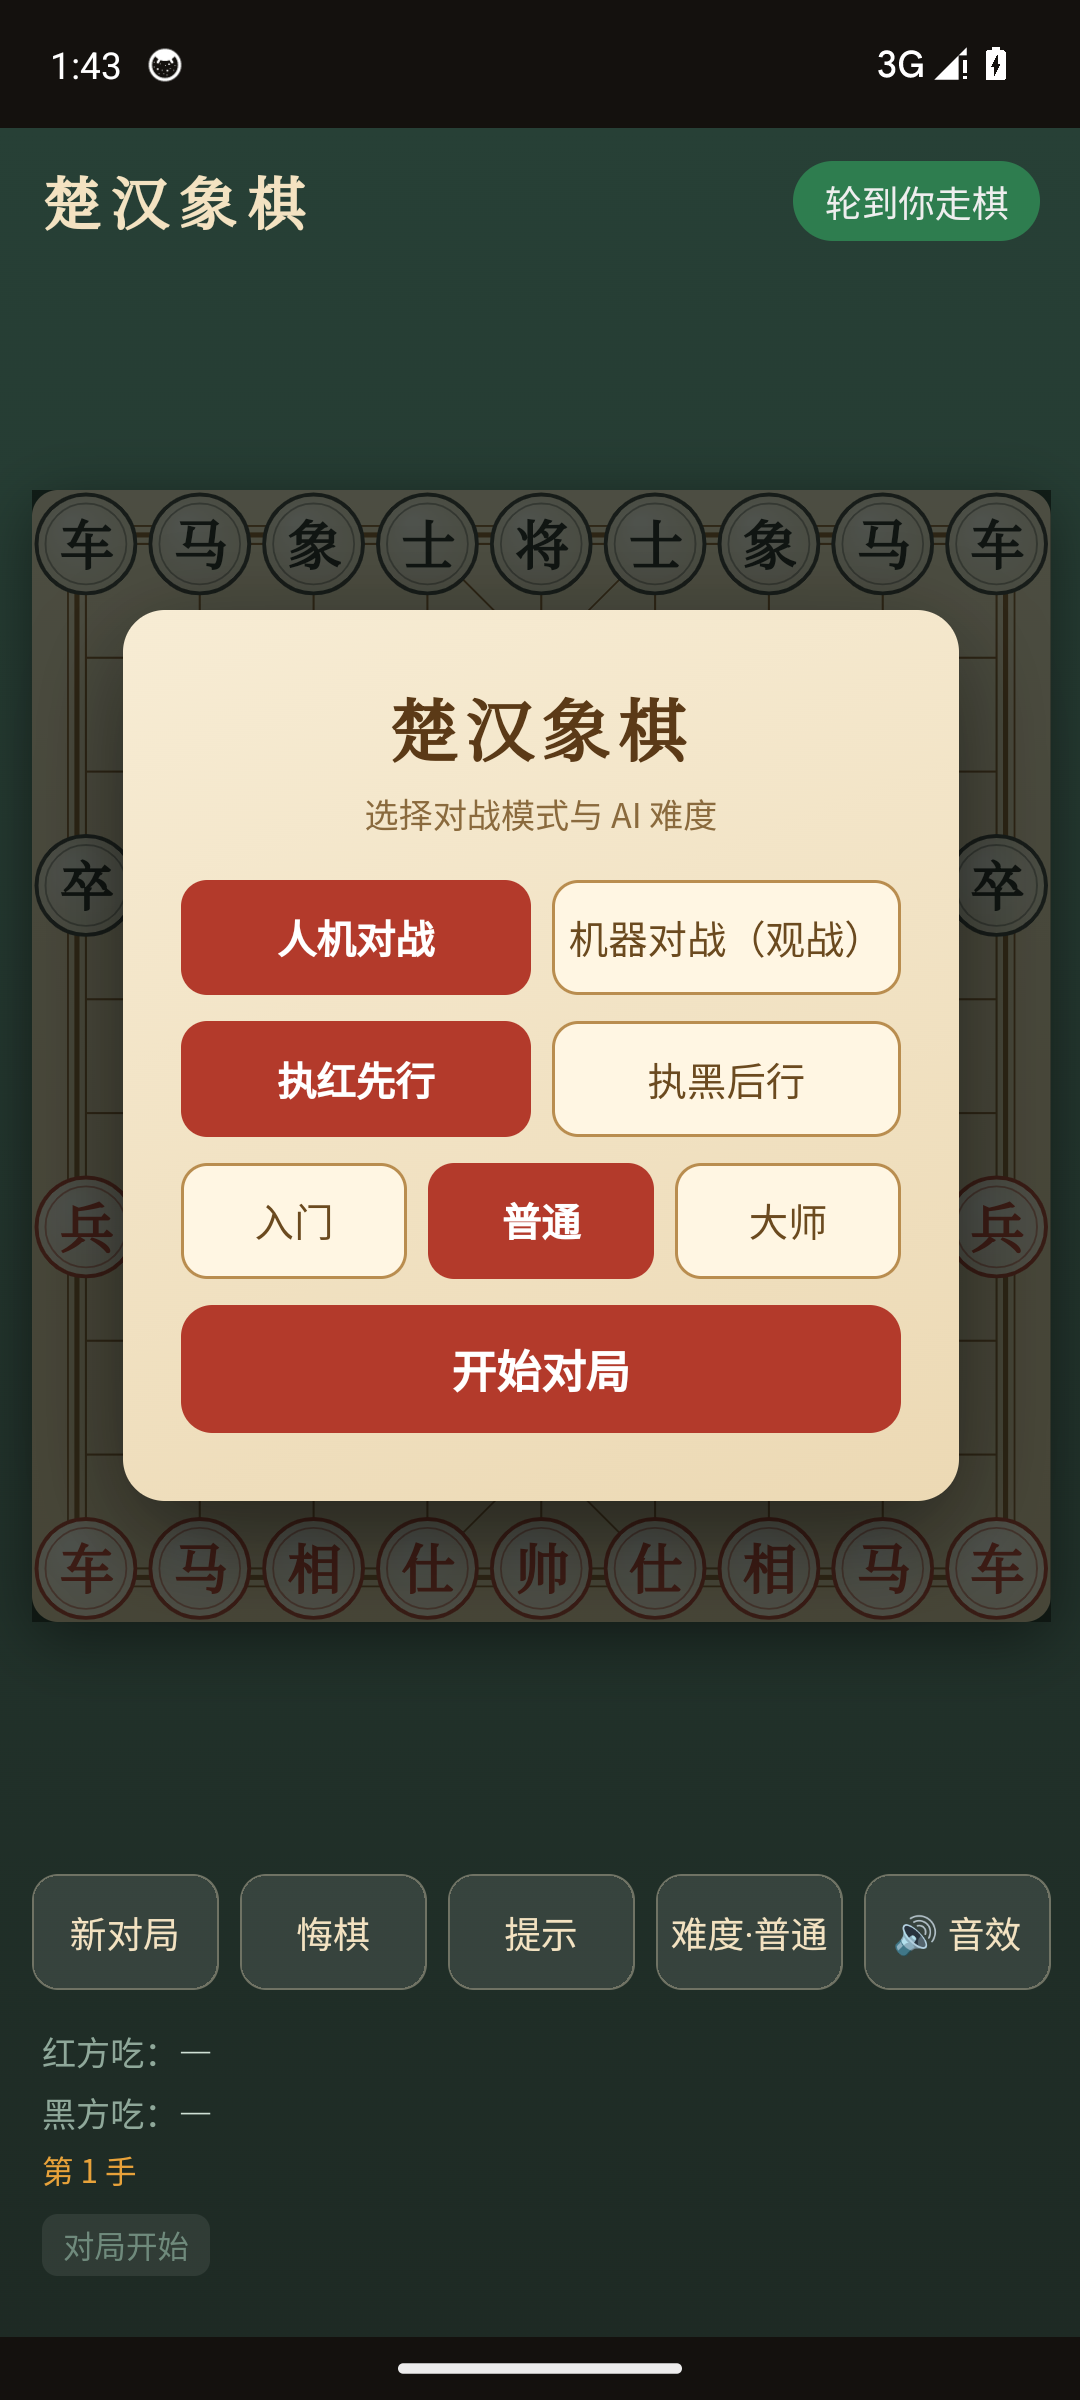 1:43 3G
楚汉象棋 轮到你走棋
车 马 象 士 将 士 象 马 车
楚汉象棋
选择对战模式与 AI 难度
卒 卒
人机对战 机器对战（观战）
执红先行 执黑后行
兵 兵
入门 普通 大师
开始对局
车 马 相 仕 帅 仕 相 马 车
新对局 悔棋 提示 难度·普通 🔊 音效
红方吃：—
黑方吃：—
第 1 手
对局开始